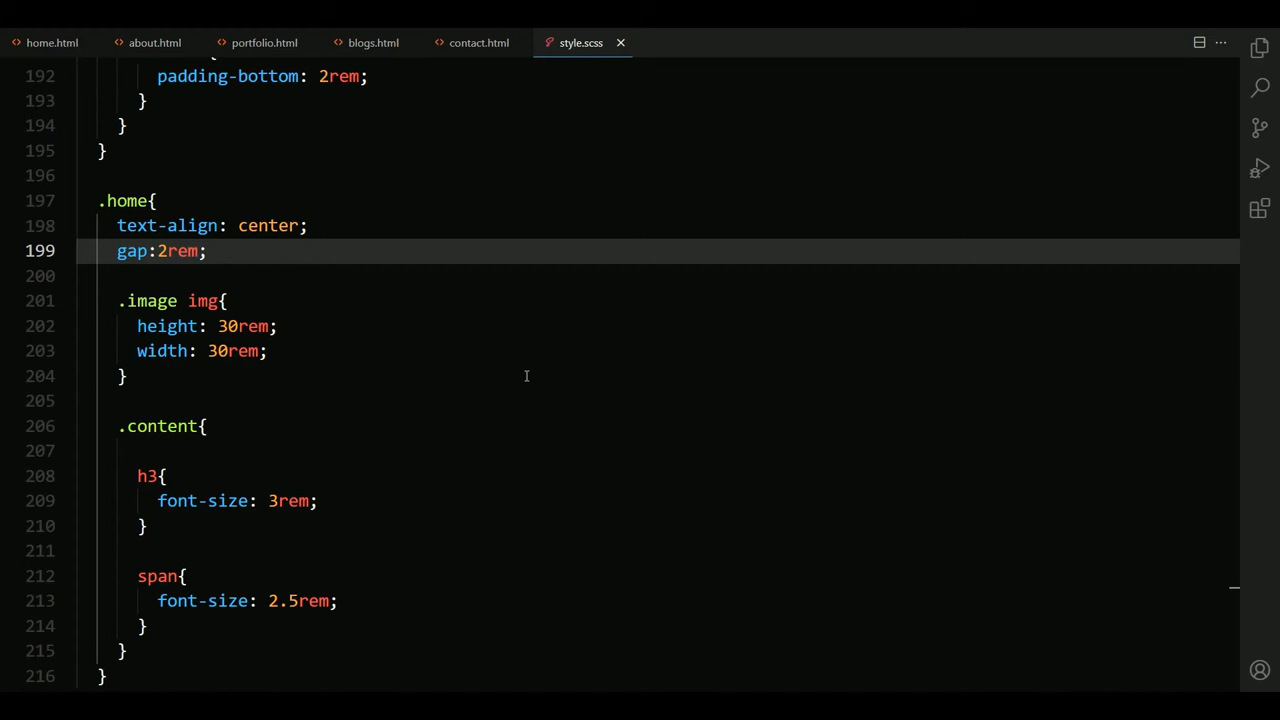 home.html about.html portfolio.html blogs.html contact.html style.scss
192 padding-bottom: 2rem;
193 }
194 }
195 }
196
197 .home{
198 text-align: center;
199 gap:2rem;
200
201 .image img{
202 height: 30rem;
203 width: 30rem;
204 }
205
206 .content{
207
208 h3{
209 font-size: 3rem;
210 }
211
212 span{
213 font-size: 2.5rem;
214 }
215 }
216 }